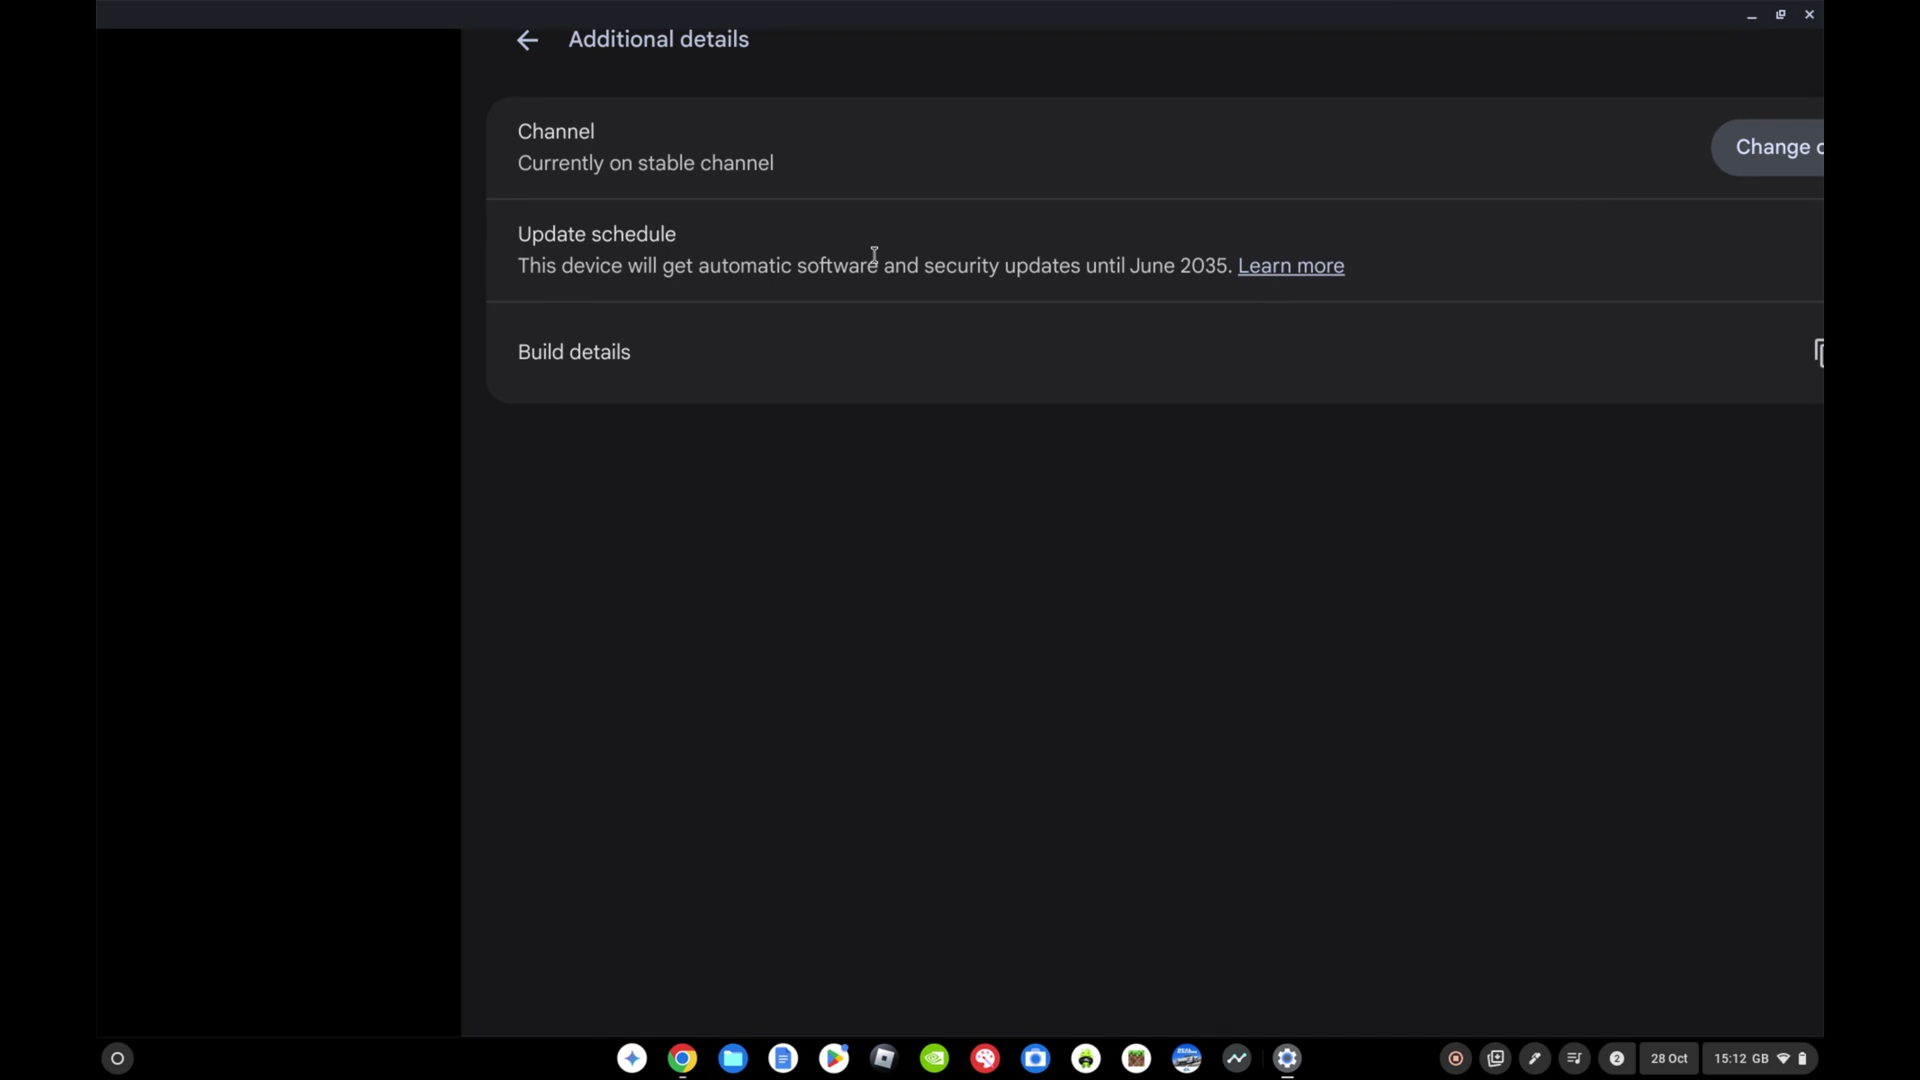 Additional details
Channel
Currently on stable channel
Change c
Update schedule
This device will get automatic software and security updates until June 2035. Learn more
Build details
2
28 Oct
15:12 GB